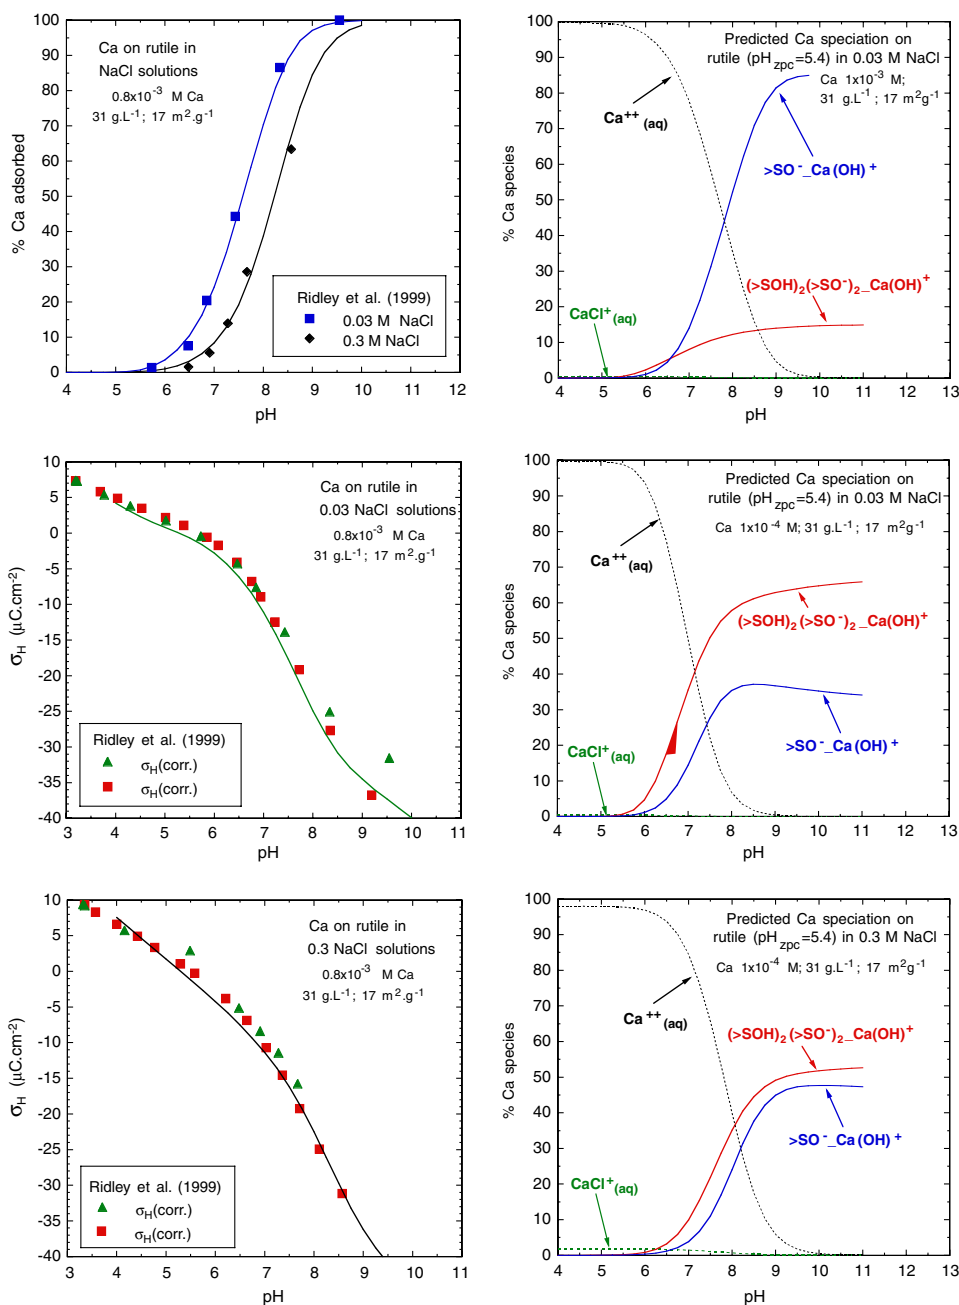 100
90
80
70
60
50
40
30
20
10
0
% Ca adsorbed
Ca on rutile in
NaCl solutions
0.8x10⁻³ M Ca
31 g.L⁻¹; 17 m².g⁻¹
Ridley et al. (1999)
0.03 M NaCl
0.3 M NaCl
4 5 6 7 8 9 10 11 12
pH
100
90
80
70
60
50
40
30
20
10
0
% Ca species
Predicted Ca speciation on
rutile (pH_zpc=5.4) in 0.03 M NaCl
Ca 1x10⁻³ M;
31 g.L⁻¹; 17 m²g⁻¹
Ca⁺⁺(aq)
>SO⁻_Ca(OH)⁺
(>SOH)₂(>SO⁻)₂_Ca(OH)⁺
CaCl⁺(aq)
4 5 6 7 8 9 10 11 12 13
pH
10
5
0
-5
-10
-15
-20
-25
-30
-35
-40
σ_H (μC.cm⁻²)
Ca on rutile in
0.03 NaCl solutions
0.8x10⁻³ M Ca
31 g.L⁻¹; 17 m².g⁻¹
Ridley et al. (1999)
σ_H(corr.)
σ_H(corr.)
3 4 5 6 7 8 9 10 11
pH
100
90
80
70
60
50
40
30
20
10
0
% Ca species
Predicted Ca speciation on
rutile (pH_zpc=5.4) in 0.03 M NaCl
Ca 1x10⁻⁴ M; 31 g.L⁻¹; 17 m²g⁻¹
Ca⁺⁺(aq)
(>SOH)₂(>SO⁻)₂_Ca(OH)⁺
>SO⁻_Ca(OH)⁺
CaCl⁺(aq)
4 5 6 7 8 9 10 11 12 13
pH
10
5
0
-5
-10
-15
-20
-25
-30
-35
-40
σ_H (μC.cm⁻²)
Ca on rutile in
0.3 NaCl solutions
0.8x10⁻³ M Ca
31 g.L⁻¹; 17 m².g⁻¹
Ridley et al. (1999)
σ_H(corr.)
σ_H(corr.)
3 4 5 6 7 8 9 10 11
pH
100
90
80
70
60
50
40
30
20
10
0
% Ca species
Predicted Ca speciation on
rutile (pH_zpc=5.4) in 0.3 M NaCl
Ca 1x10⁻⁴ M; 31 g.L⁻¹; 17 m²g⁻¹
Ca⁺⁺(aq)
(>SOH)₂(>SO⁻)₂_Ca(OH)⁺
>SO⁻_Ca(OH)⁺
CaCl⁺(aq)
4 5 6 7 8 9 10 11 12 13
pH